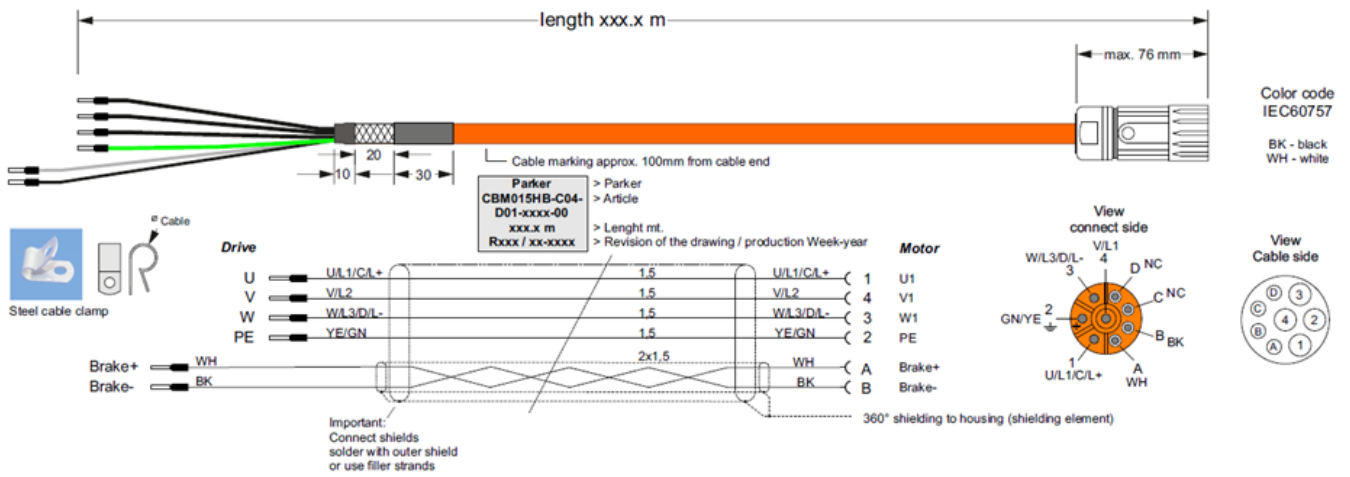 length xxx.x m
max. 76 mm
Color code
IEC60757
BK - black
WH - white
20
10
30
Cable marking approx. 100mm from cable end
Parker > Parker
CBM015HB-C04- > Article
D01-xxxx-00
xxx.x m > Lenght mt.
Rxxx / xx-xxxx > Revision of the drawing / production Week-year
ø Cable
Steel cable clamp
Drive
Motor
U U/L1/C/L+ 1,5 U/L1/C/L+ 1 U1
V V/L2 1,5 V/L2 4 V1
W W/L3/D/L- 1,5 W/L3/D/L- 3 W1
PE YE/GN 1,5 YE/GN 2 PE
2x1,5
Brake+ WH WH A Brake+
Brake- BK BK B Brake-
Important:
Connect shields
solder with outer shield
or use filler strands
360° shielding to housing (shielding element)
View
connect side
V/L1
4
W/L3/D/L-
3
D NC
C NC
GN/YE 2
B BK
1
U/L1/C/L+
A
WH
View
Cable side
D 3
C
4 2
B
A 1